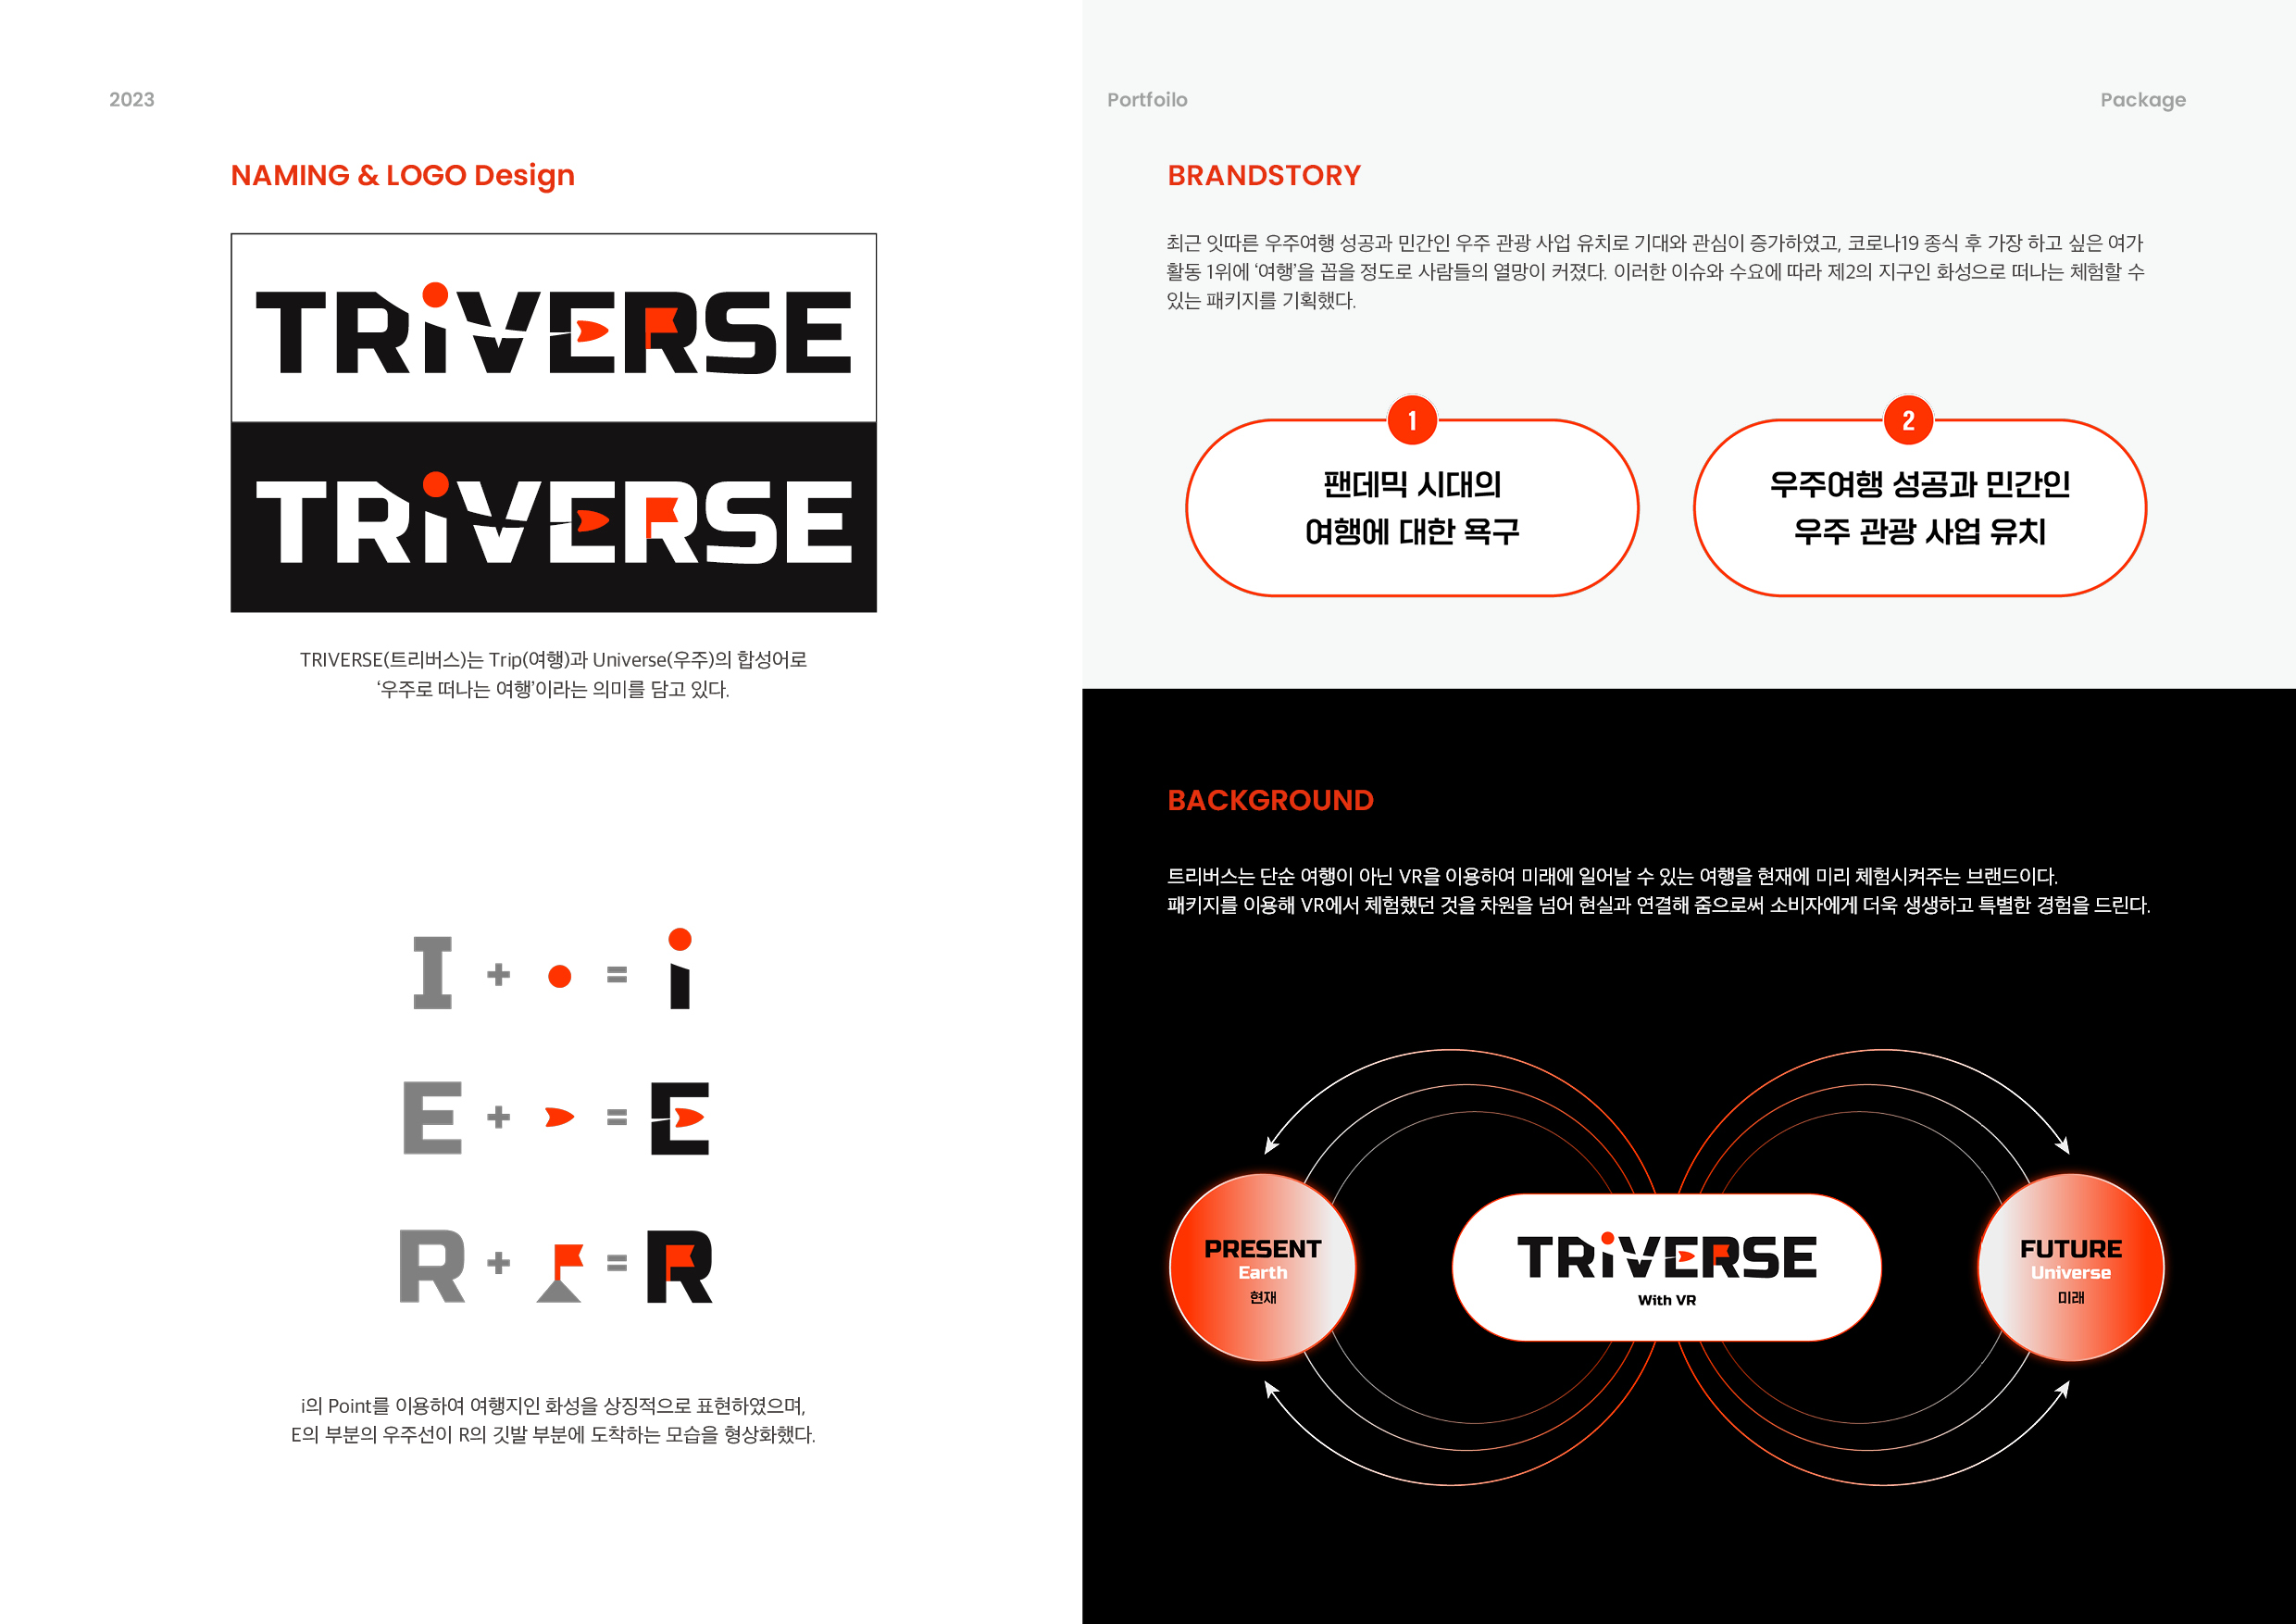 2023
Portfoilo
Package
NAMING & LOGO Design
TRiVERSE
TRiVERSE
TRIVERSE(트리버스)는 Trip(여행)과 Universe(우주)의 합성어로
‘우주로 떠나는 여행’이라는 의미를 담고 있다.
I + = i
E + = E
R + = R
i의 Point를 이용하여 여행지인 화성을 상징적으로 표현하였으며,
E의 부분의 우주선이 R의 깃발 부분에 도착하는 모습을 형상화했다.
BRANDSTORY
최근 잇따른 우주여행 성공과 민간인 우주 관광 사업 유치로 기대와 관심이 증가하였고, 코로나19 종식 후 가장 하고 싶은 여가
활동 1위에 ‘여행’을 꼽을 정도로 사람들의 열망이 커졌다. 이러한 이슈와 수요에 따라 제2의 지구인 화성으로 떠나는 체험할 수
있는 패키지를 기획했다.
1
팬데믹 시대의
여행에 대한 욕구
2
우주여행 성공과 민간인
우주 관광 사업 유치
BACKGROUND
트리버스는 단순 여행이 아닌 VR을 이용하여 미래에 일어날 수 있는 여행을 현재에 미리 체험시켜주는 브랜드이다.
패키지를 이용해 VR에서 체험했던 것을 차원을 넘어 현실과 연결해 줌으로써 소비자에게 더욱 생생하고 특별한 경험을 드린다.
PRESENT
Earth
현재
TRiVERSE
With VR
FUTURE
Universe
미래